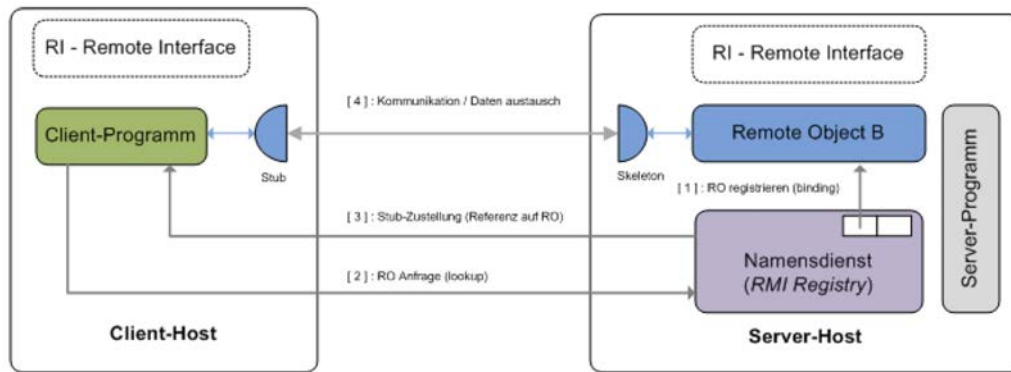 RI - Remote Interface
Client-Programm
Stub
[ 4 ] : Kommunikation / Daten austausch
[ 3 ] : Stub-Zustellung (Referenz auf RO)
[ 2 ] : RO Anfrage (lookup)
Client-Host
RI - Remote Interface
Remote Object B
Skeleton
[ 1 ] : RO registrieren (binding)
Namensdienst
(RMI Registry)
Server-Programm
Server-Host